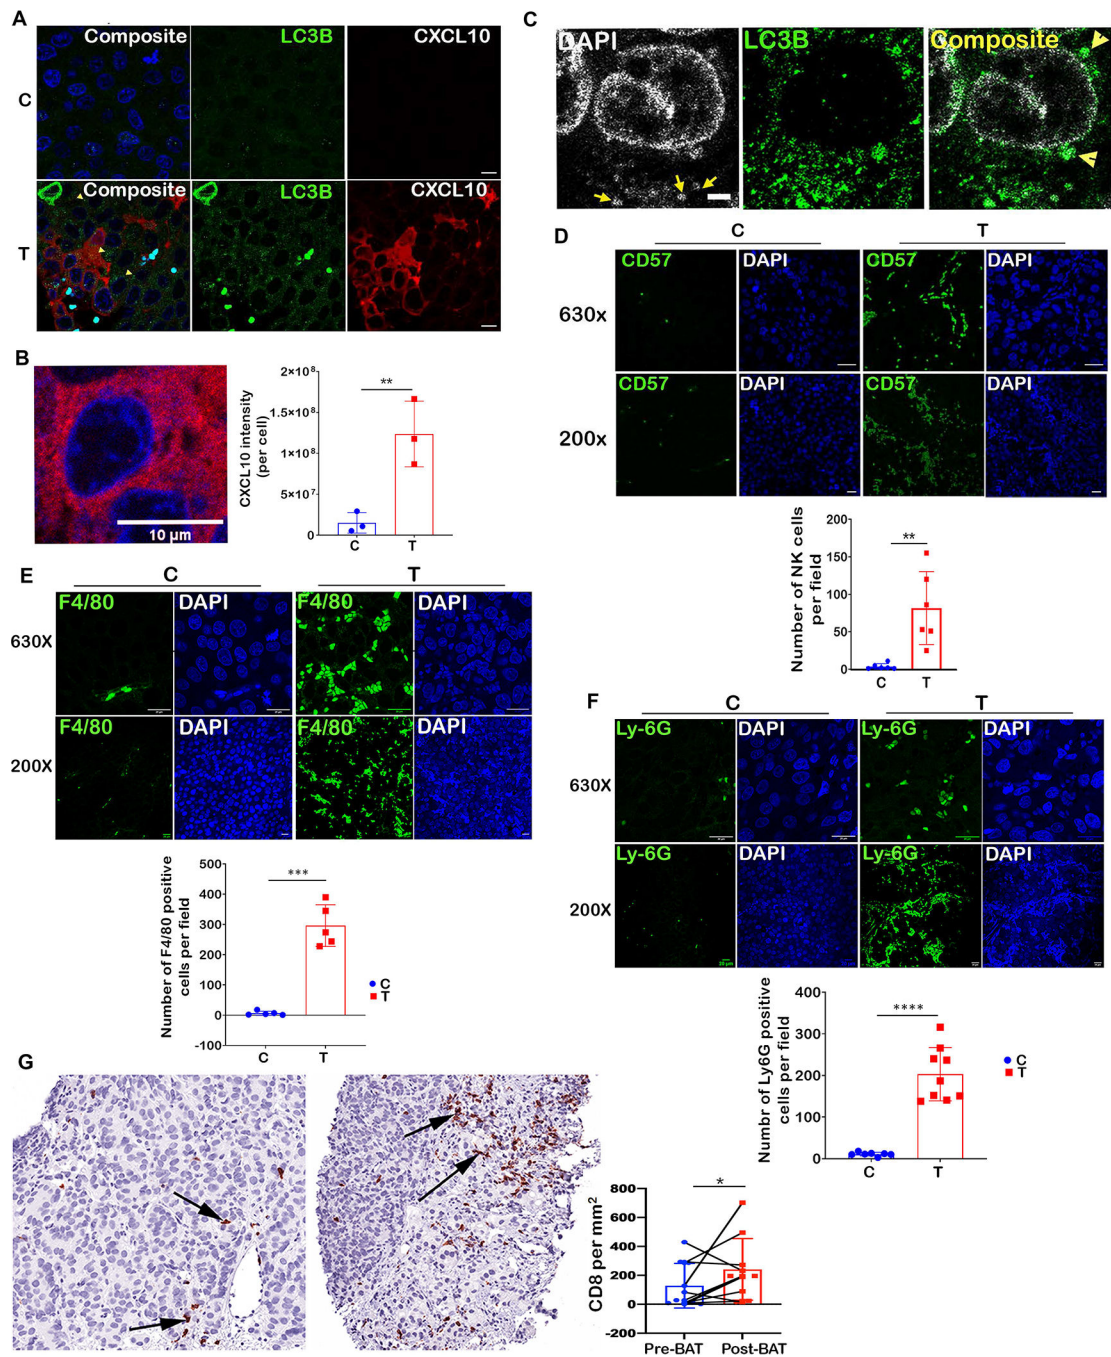 A
Composite
LC3B
CXCL10
C
Composite
LC3B
CXCL10
T
B
10 µm
CXCL10 intensity
(per cell)
2×10⁸
1.5×10⁸
1×10⁸
5×10⁷
0
**
C
T
C
DAPI
LC3B
Composite
D
C
T
CD57
DAPI
CD57
DAPI
630x
CD57
DAPI
CD57
DAPI
200x
Number of NK cells
per field
200
150
100
50
0
**
C
T
E
C
T
F4/80
DAPI
F4/80
DAPI
630X
F4/80
DAPI
F4/80
DAPI
200X
Number of F4/80 positive
cells per field
500
400
300
200
100
0
-100
***
C
T
C
T
F
C
T
Ly-6G
DAPI
Ly-6G
DAPI
630X
Ly-6G
DAPI
Ly-6G
DAPI
200X
20 µm
Numbr of Ly6G positive
cells per field
400
300
200
100
0
****
C
T
C
T
G
CD8 per mm²
800
600
400
200
0
-200
*
Pre-BAT
Post-BAT